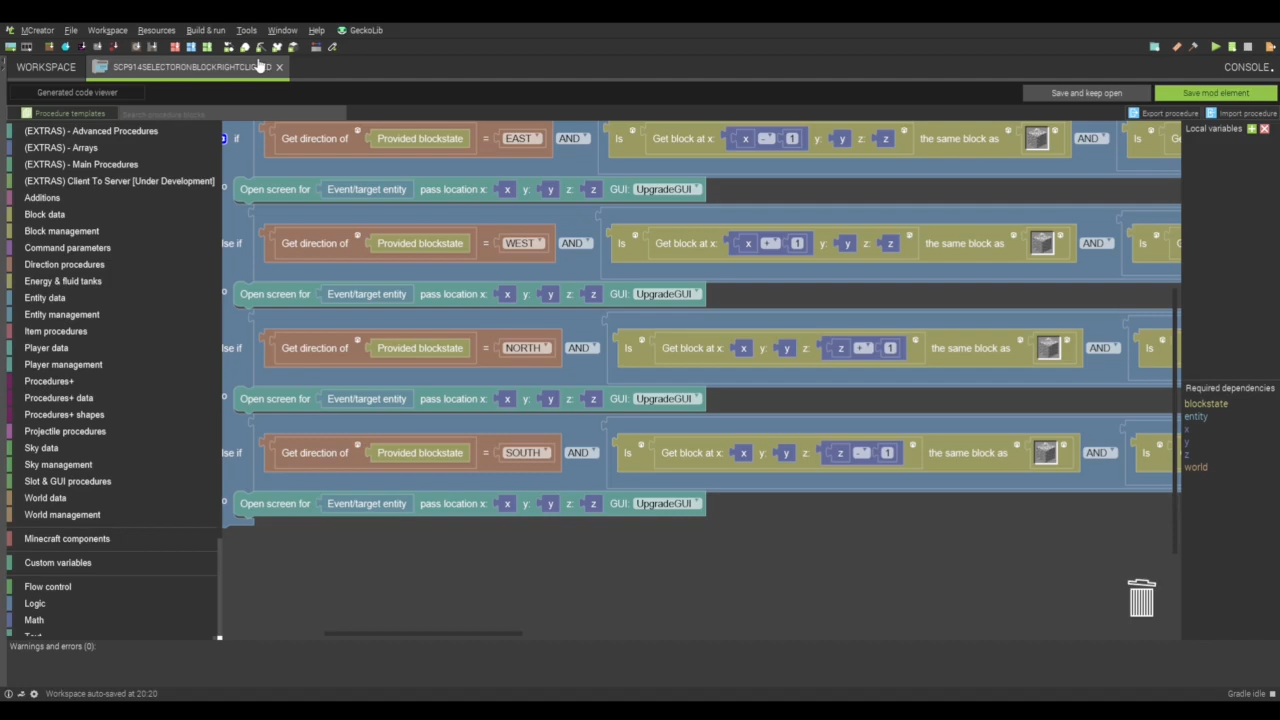 MCreator File Workspace Resources Build & run Tools Window Help GeckoLib
WORKSPACE SCP914SELECTORONBLOCKRIGHTCLIC D CONSOLE
Generated code viewer Save and keep open Save mod element
Procedure templates Search procedure blocks Export procedure Import procedure
Local variables
(EXTRAS) - Advanced Procedures
(EXTRAS) - Arrays
(EXTRAS) - Main Procedures
(EXTRAS) Client To Server [Under Development]
Additions
Block data
Block management
Command parameters
Direction procedures
Energy & fluid tanks
Entity data
Entity management
Item procedures
Player data
Player management
Procedures+
Procedures+ data
Procedures+ shapes
Projectile procedures
Sky data
Sky management
Slot & GUI procedures
World data
World management
Minecraft components
Custom variables
Flow control
Logic
Math
if Get direction of Provided blockstate = EAST AND Is Get block at x: x - 1 y: y z: z the same block as AND Is
Open screen for Event/target entity pass location x: x y: y z: z GUI: UpgradeGUI
lse if Get direction of Provided blockstate = WEST AND Is Get block at x: x + 1 y: y z: z the same block as AND Is
Open screen for Event/target entity pass location x: x y: y z: z GUI: UpgradeGUI
lse if Get direction of Provided blockstate = NORTH AND Is Get block at x: x y: y z: z + 1 the same block as AND Is
Open screen for Event/target entity pass location x: x y: y z: z GUI: UpgradeGUI
lse if Get direction of Provided blockstate = SOUTH AND Is Get block at x: x y: y z: z - 1 the same block as AND Is
Open screen for Event/target entity pass location x: x y: y z: z GUI: UpgradeGUI
Required dependencies
blockstate
entity
x
y
z
world
Warnings and errors (0):
Workspace auto-saved at 20:20 Gradle idle